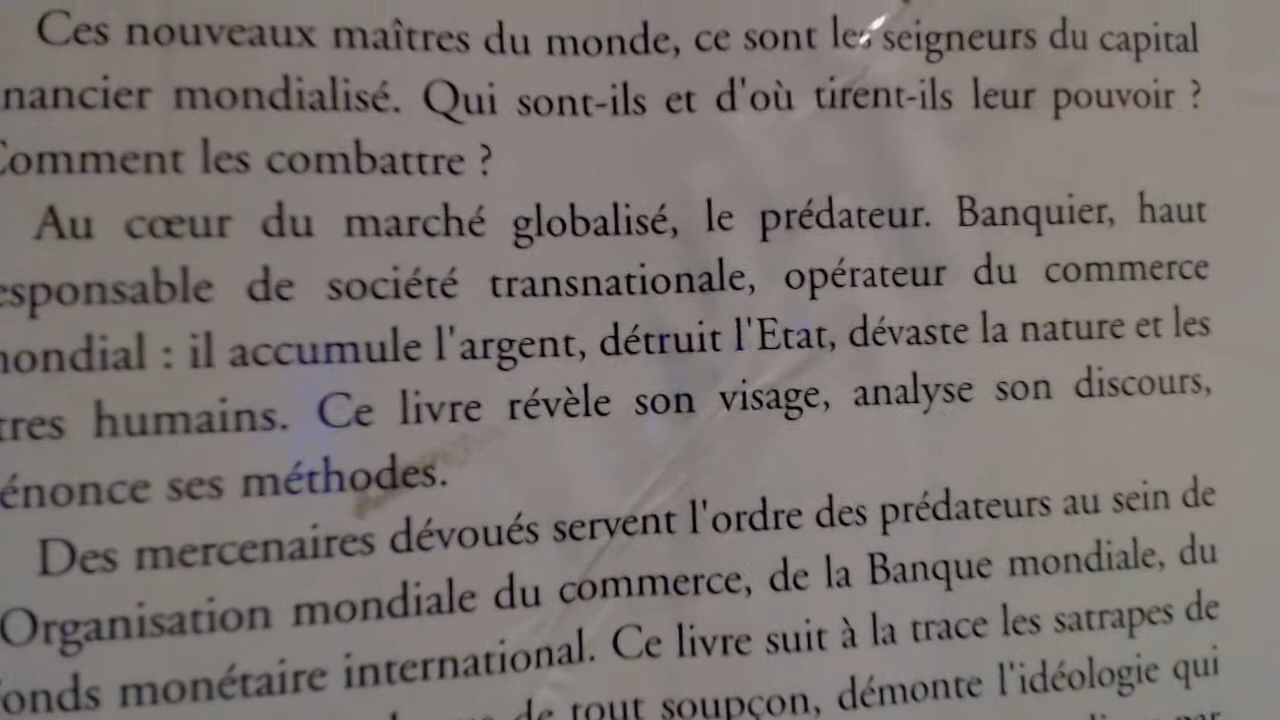 Ces nouveaux maîtres du monde, ce sont les seigneurs du capital
nancier mondialisé. Qui sont-ils et d'où tirent-ils leur pouvoir ?
Comment les combattre ?
Au cœur du marché globalisé, le prédateur. Banquier, haut
esponsable de société transnationale, opérateur du commerce
mondial : il accumule l'argent, détruit l'Etat, dévaste la nature et les
tres humains. Ce livre révèle son visage, analyse son discours,
énonce ses méthodes.
Des mercenaires dévoués servent l'ordre des prédateurs au sein de
Organisation mondiale du commerce, de la Banque mondiale, du
onds monétaire international. Ce livre suit à la trace les satrapes de
de tout soupçon, démonte l'idéologie qui